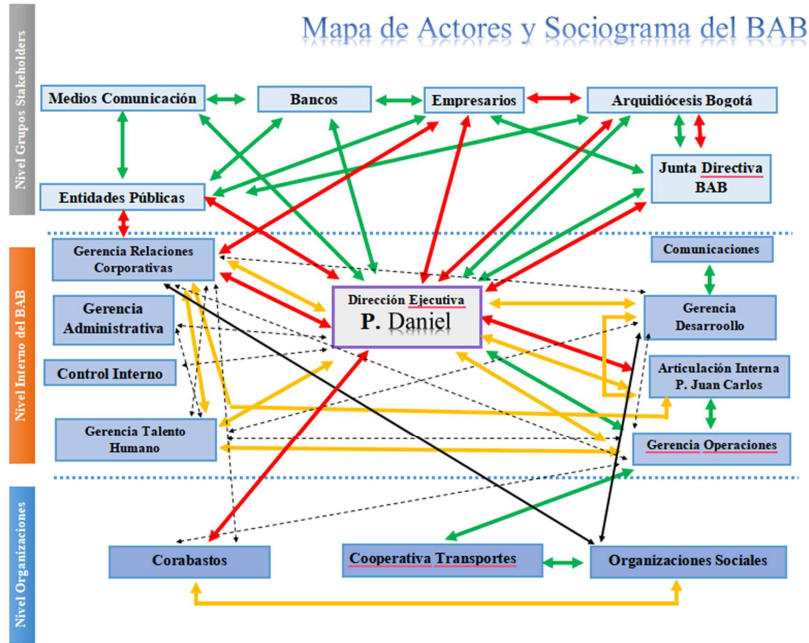 Mapa de Actores y Sociograma del BAB
Nivel Grupos Stakeholders
Medios Comunicación
Bancos
Empresarios
Arquidiócesis Bogotá
Entidades Públicas
Junta Directiva
BAB
Nivel Interno del BAB
Gerencia Relaciones
Corporativas
Comunicaciones
Gerencia
Administrativa
Dirección Ejecutiva
P. Daniel
Gerencia
Desarroollo
Control Interno
Articulación Interna
P. Juan Carlos
Gerencia Talento
Humano
Gerencia Operaciones
Nivel Organizaciones
Corabastos
Cooperativa Transportes
Organizaciones Sociales